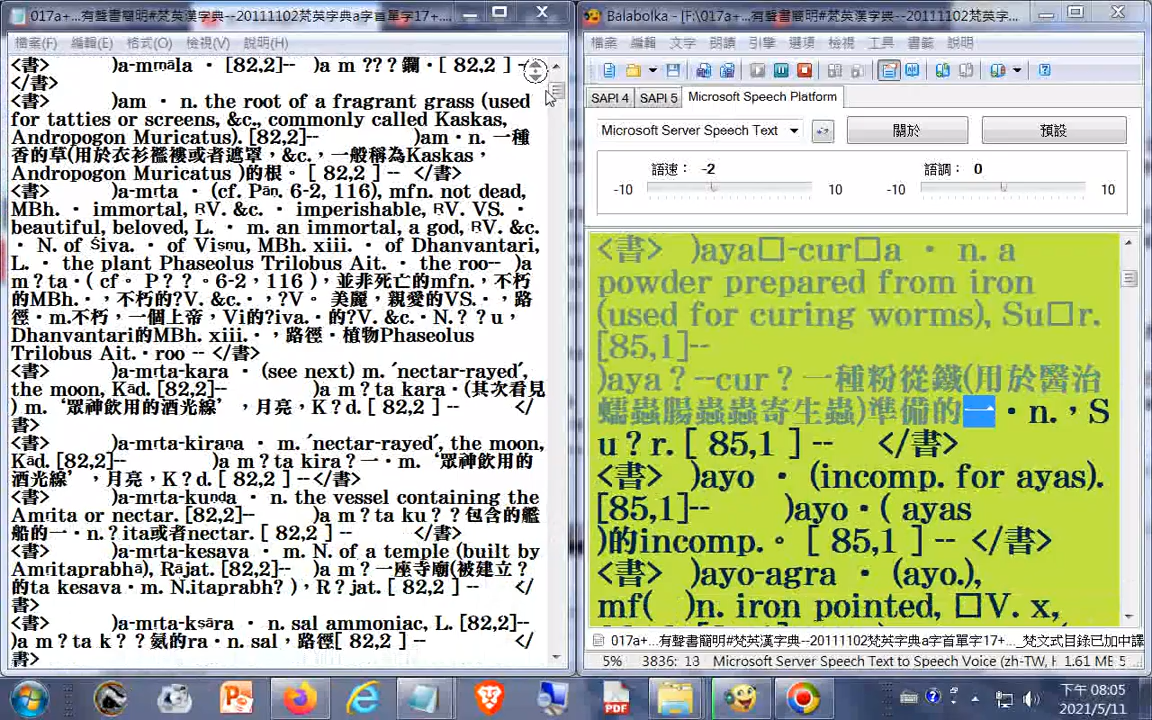 017a+...有聲書簡明#梵英漢字典--20111102梵英字典a字首單字17+...
檔案(F) 編輯(E) 格式(O) 檢視(V) 說明(H)
<書> )a-mṛṇāla · [82,2]-- )a m ???鑭 · [ 82,2 ] --
</書>
<書> )am · n. the root of a fragrant grass (used
for tatties or screens, &c., commonly called Kaskas,
Andropogon Muricatus). [82,2]-- )am · n. 一種
香的草(用於衣衫襤褸或者遮罩，&c.，一般稱為Kaskas，
Andropogon Muricatus )的根。 [ 82,2 ] -- </書>
<書> )a-mṛta · (cf. Pāṇ. 6-2, 116), mfn. not dead,
MBh. · immortal, ṚV. &c. · imperishable, ṚV. VS. ·
beautiful, beloved, L. · m. an immortal, a god, ṚV. &c.
· N. of Śiva. · of Viṣṇu, MBh. xiii. · of Dhanvantari,
L. · the plant Phaseolus Trilobus Ait. · the roo-- )a
m ? ta · ( cf 。 P ? ? 。6-2, 116 )，並非死亡的mfn.，不朽
的MBh. · ，不朽的?V. &c. · ，?V。 美麗，親愛的VS. · ，路
徑 · m.不朽，一個上帝，Vi的?iva. · 的?V. &c. · N. ? ? u，
Dhanvantari的MBh. xiii. · ，路徑 · 植物Phaseolus
Trilobus Ait. · roo -- </書>
<書> )a-mṛta-kara · (see next) m. 'nectar-rayed',
the moon, Kād. [82,2]-- )a m ? ta kara · (其次看見
) m. ‘眾神飲用的酒光線’，月亮，K ? d. [ 82,2 ] -- </
書>
<書> )a-mṛta-kiraṇa · m. 'nectar-rayed', the moon,
Kād. [82,2]-- )a m ? ta kira ? 一 · m. ‘眾神飲用的
酒光線’，月亮，K ? d. [ 82,2 ] --</書>
<書> )a-mṛta-kuṇḍa · n. the vessel containing the
Amṛita or nectar. [82,2]-- )a m ? ta ku ? ? 包含的艦
船的一 · n. ? ita或者nectar. [ 82,2 ] -- </書>
<書> )a-mṛta-kesava · m. N. of a temple (built by
Amṛitaprabhā), Rājat. [82,2]-- )a m ? 一座寺廟(被建立 ?
的ta kesava · m. N.itaprabh ? )，R ? jat. [ 82,2 ] -- </
書>
<書> )a-mṛta-kṣāra · n. sal ammoniac, L. [82,2]--
)a m ? ta k ? ? 氨的ra · n. sal，路徑[ 82,2 ] -- </
書>
Balabolka - [F:\017a+...有聲書簡明#梵英漢字典--20111102梵英字...
檔案 編輯 文字 朗讀 引擎 選項 檢視 工具 書籤 說明
SAPI 4 SAPI 5 Microsoft Speech Platform
Microsoft Server Speech Text 關於 預設
語速： -2 語調： 0
-10 10 -10 10
<書> )aya□-cur□a · n. a
powder prepared from iron
(used for curing worms), Su□r.
[85,1]--
)aya ? --cur ? 一種粉從鐵(用於醫治
蠕蟲腸蟲蟲寄生蟲)準備的一 · n.，S
u ? r. [ 85,1 ] -- </書>
<書> )ayo · (incomp. for ayas).
[85,1]-- )ayo · ( ayas
)的incomp.。 [ 85,1 ] -- </書>
<書> )ayo-agra · (ayo.),
mf( )n. iron pointed, □V. x,
017a+...有聲書簡明#梵英漢字典--20111102梵英字典a字首單字17+..._梵文式目錄已加中譯
5% 3836: 13 Microsoft Server Speech Text to Speech Voice (zh-TW, H 1.61 MB 5
下午 08:05
2021/5/11